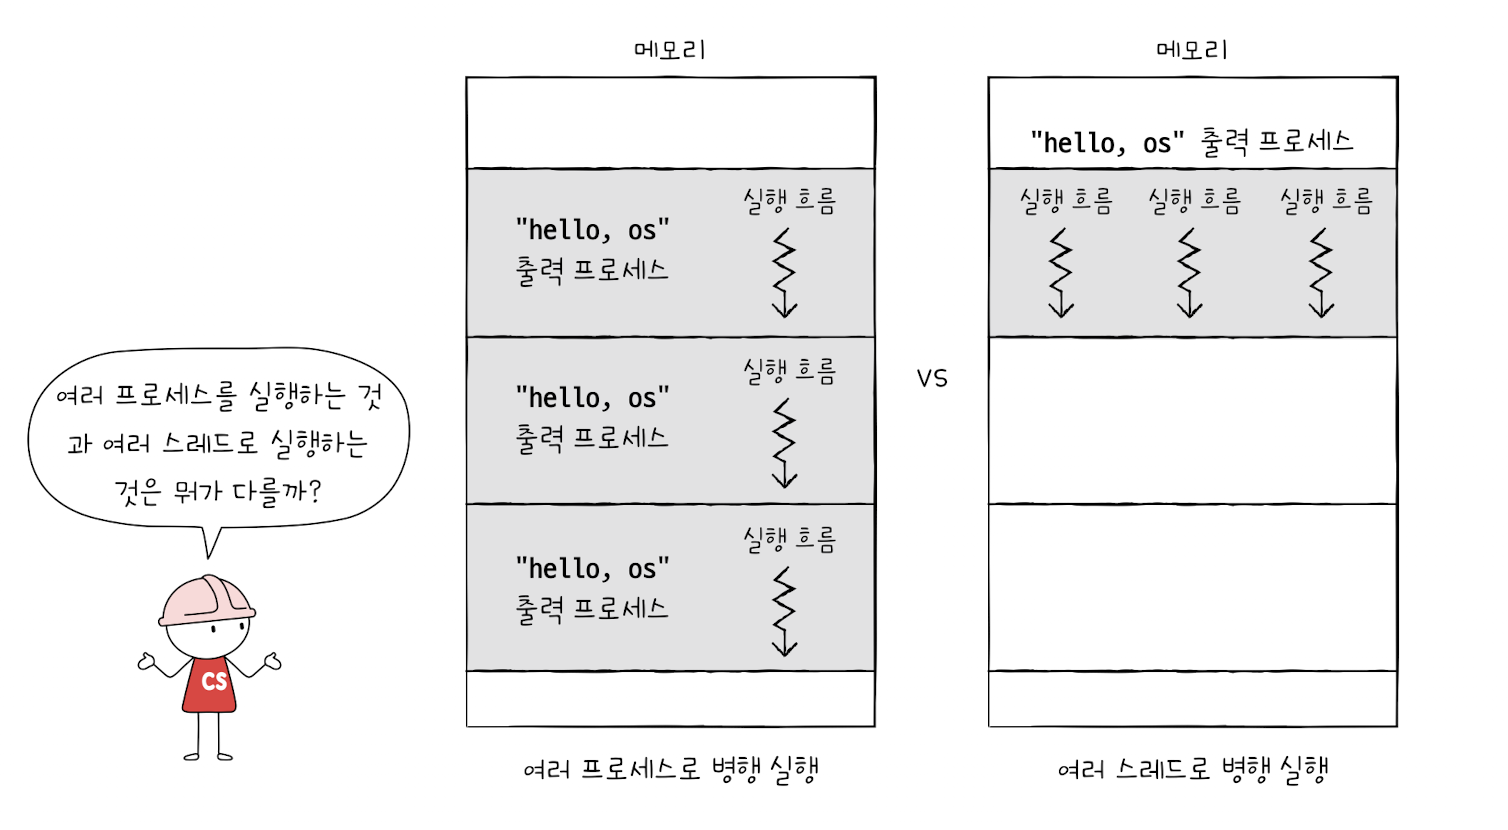 여러 프로세스를 실행하는 것
과 여러 스레드로 실행하는
것은 뭐가 다를까?
CS
메모리
"hello, os"
출력 프로세스
실행 흐름
"hello, os"
출력 프로세스
실행 흐름
"hello, os"
출력 프로세스
실행 흐름
여러 프로세스로 병행 실행
VS
메모리
"hello, os" 출력 프로세스
실행 흐름 실행 흐름 실행 흐름
여러 스레드로 병행 실행